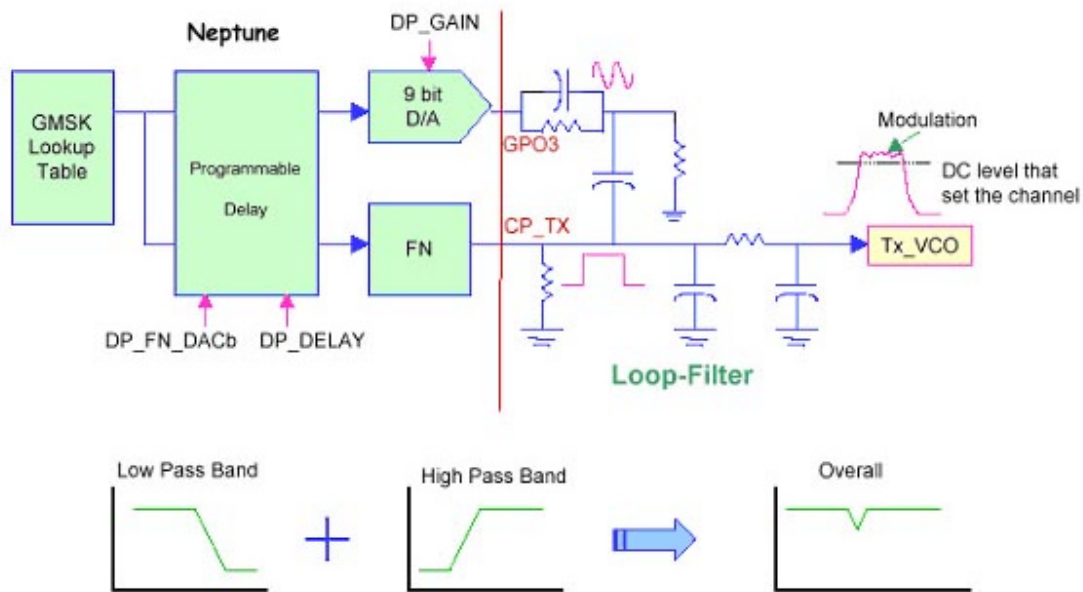 Neptune
DP_GAIN
GMSK
Lookup
Table
Programmable
Delay
9 bit
D/A
GPO3
FN
CP_TX
DP_FN_DACb
DP_DELAY
Modulation
DC level that
set the channel
Tx_VCO
Loop-Filter
Low Pass Band
High Pass Band
Overall